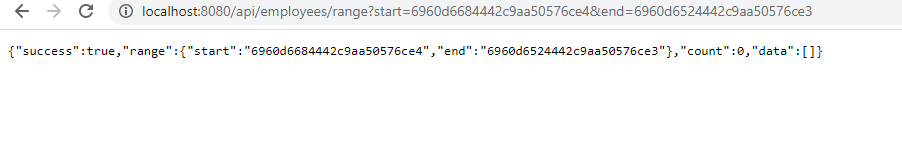 localhost:8080/api/employees/range?start=6960d6684442c9aa50576ce4&end=6960d6524442c9aa50576ce3
{"success":true,"range":{"start":"6960d6684442c9aa50576ce4","end":"6960d6524442c9aa50576ce3"},"count":0,"data":[]}